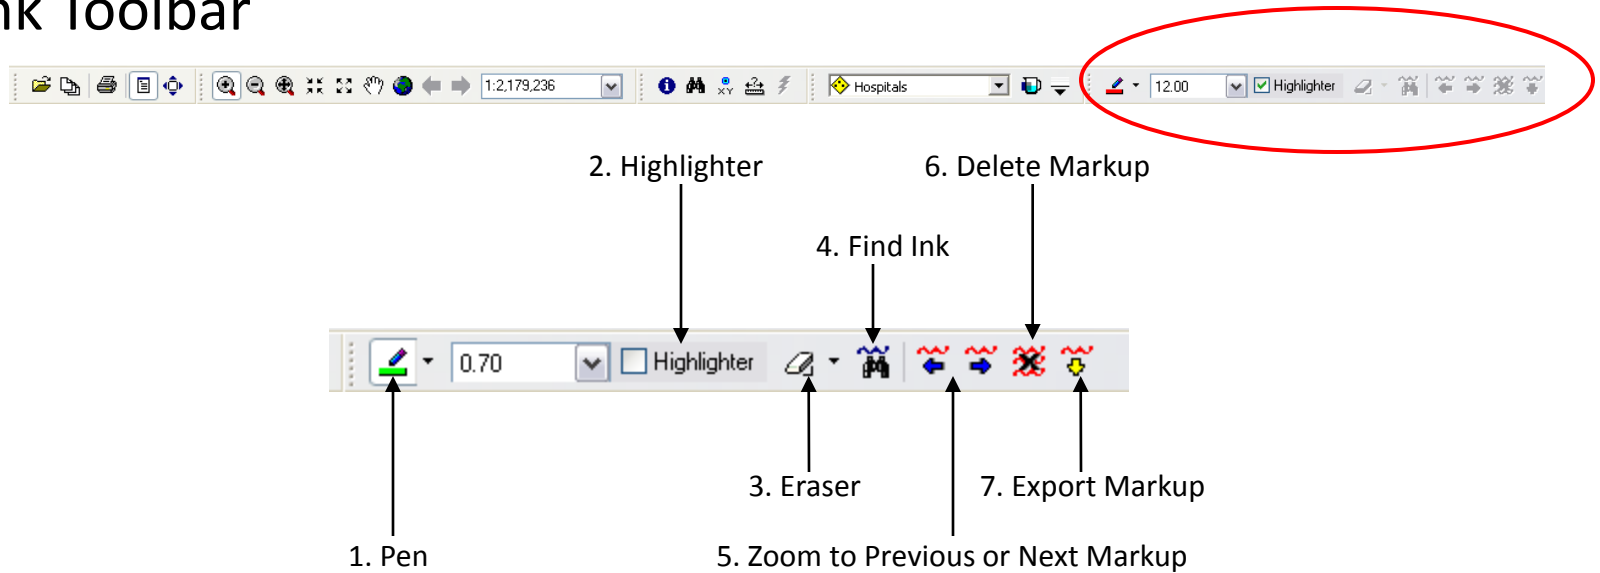 nk Toolbar
1:2,179,236 XY Hospitals 12.00 Highlighter
2. Highlighter 6. Delete Markup
4. Find Ink
0.70 Highlighter
3. Eraser 7. Export Markup
1. Pen 5. Zoom to Previous or Next Markup